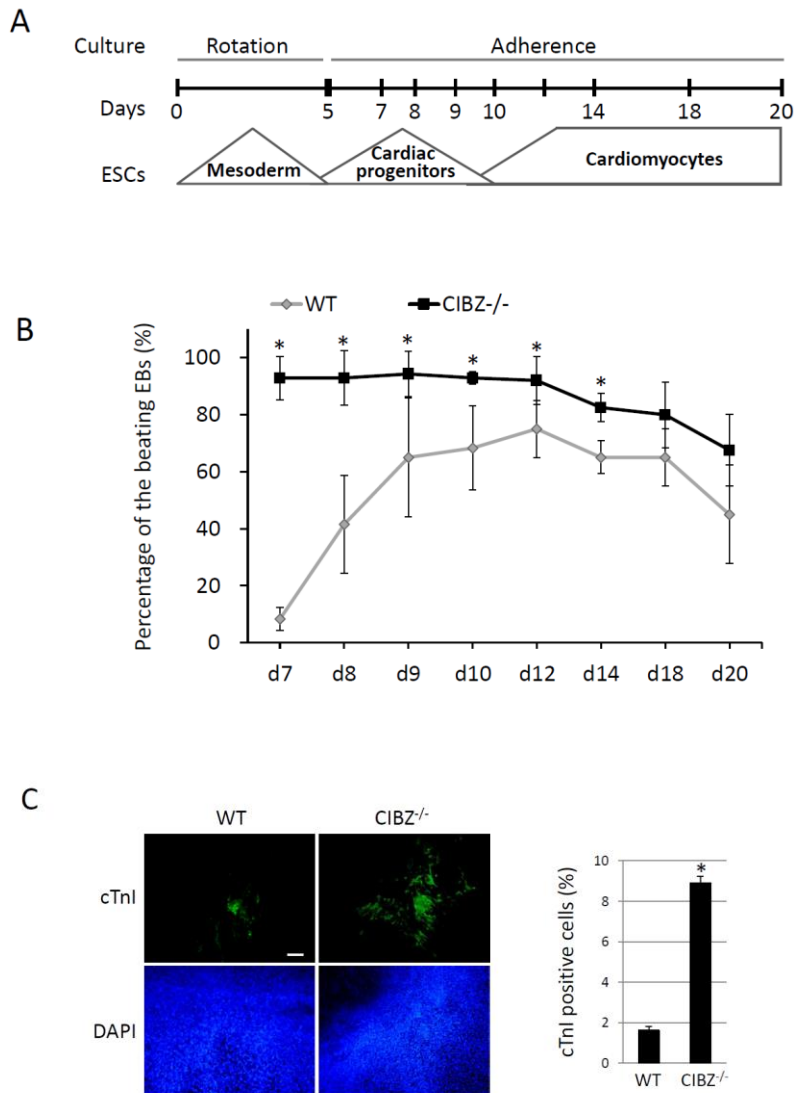 A
Culture Rotation Adherence
Days 0 5 7 8 9 10 14 18 20
ESCs Mesoderm Cardiac progenitors Cardiomyocytes
B
WT CIBZ-/-
Percentage of the beating EBs (%)
100
80
60
40
20
0
* * * * * *
d7 d8 d9 d10 d12 d14 d18 d20
C
WT CIBZ-/-
cTnI
DAPI
cTnI positive cells (%)
10
8
6
4
2
0
*
WT CIBZ-/-